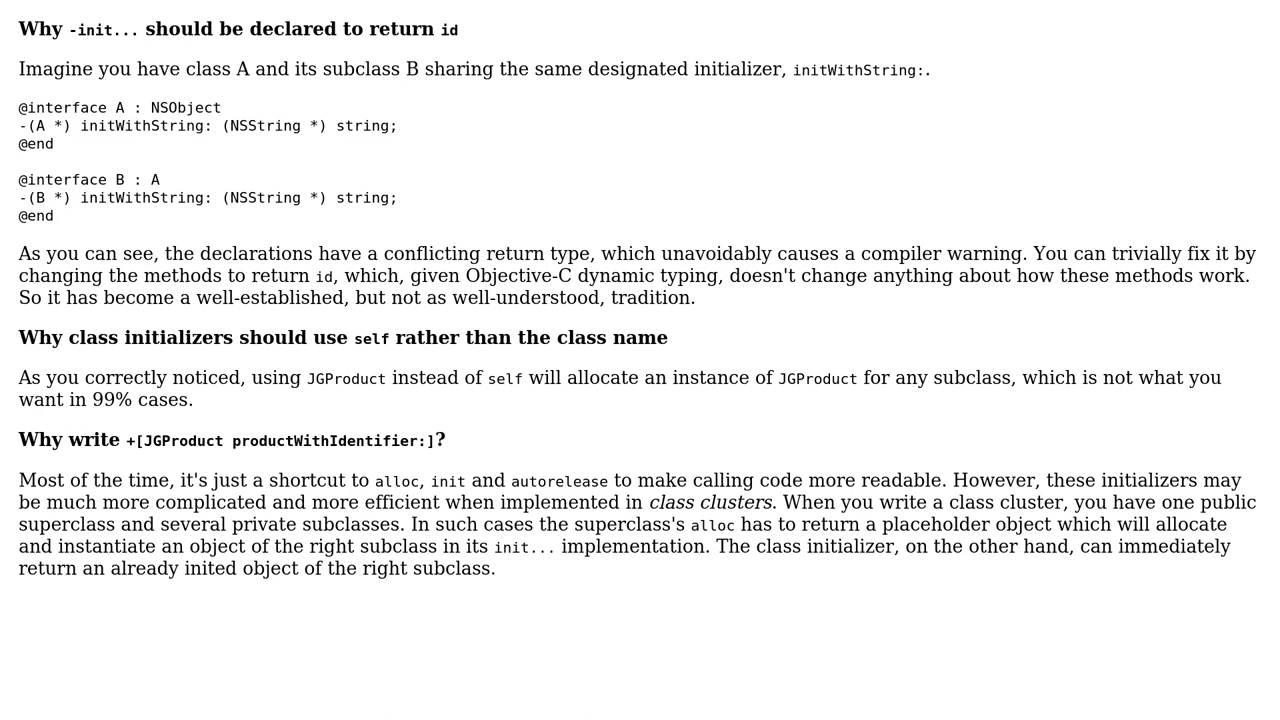 Why -init... should be declared to return id
Imagine you have class A and its subclass B sharing the same designated initializer, initWithString:.
@interface A : NSObject
-(A *) initWithString: (NSString *) string;
@end
@interface B : A
-(B *) initWithString: (NSString *) string;
@end
As you can see, the declarations have a conflicting return type, which unavoidably causes a compiler warning. You can trivially fix it by
changing the methods to return id, which, given Objective-C dynamic typing, doesn't change anything about how these methods work.
So it has become a well-established, but not as well-understood, tradition.
Why class initializers should use self rather than the class name
As you correctly noticed, using JGProduct instead of self will allocate an instance of JGProduct for any subclass, which is not what you
want in 99% cases.
Why write +[JGProduct productWithIdentifier:]?
Most of the time, it's just a shortcut to alloc, init and autorelease to make calling code more readable. However, these initializers may
be much more complicated and more efficient when implemented in class clusters. When you write a class cluster, you have one public
superclass and several private subclasses. In such cases the superclass's alloc has to return a placeholder object which will allocate
and instantiate an object of the right subclass in its init... implementation. The class initializer, on the other hand, can immediately
return an already inited object of the right subclass.